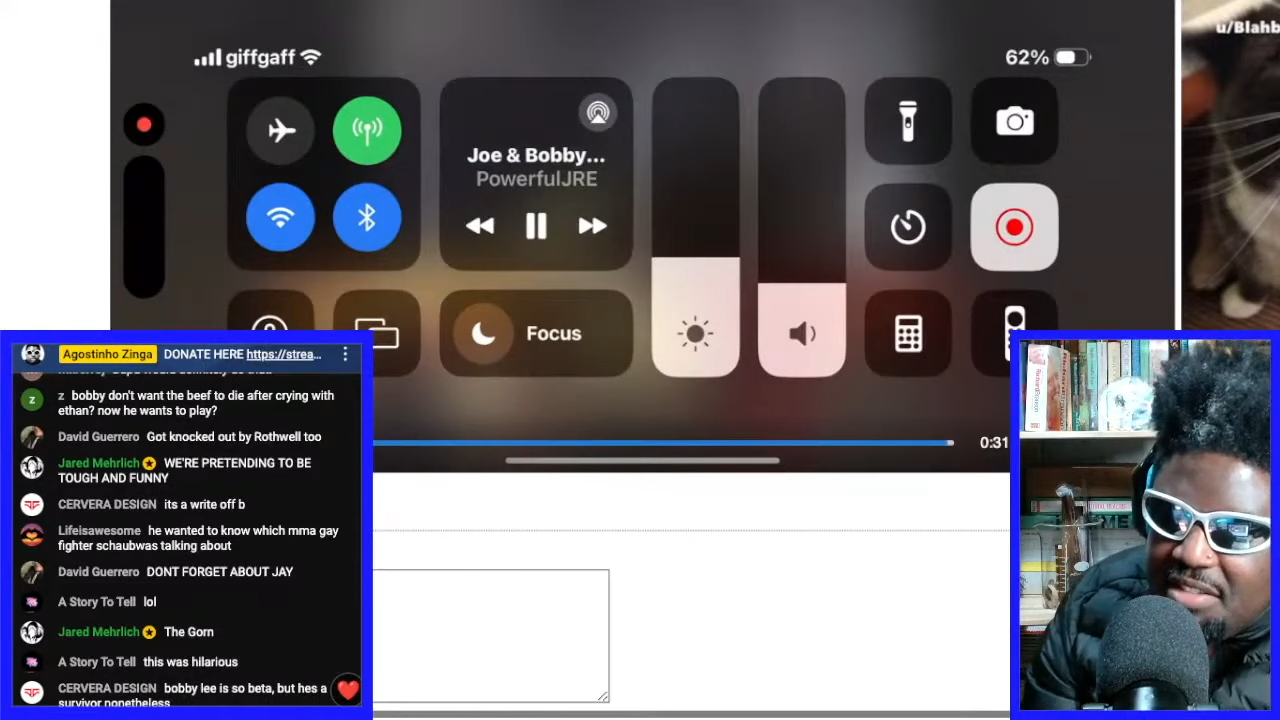 u/Blahb
giffgaff
62%
Joe & Bobby...
PowerfulJRE
Focus
0:31
Agostinho Zinga DONATE HERE https://strea...
z bobby don't want the beef to die after crying with
ethan? now he wants to play?
David Guerrero Got knocked out by Rothwell too
Jared Mehrlich WE'RE PRETENDING TO BE
TOUGH AND FUNNY
CERVERA DESIGN its a write off b
Lifeisawesome he wanted to know which mma gay
fighter schaubwas talking about
David Guerrero DONT FORGET ABOUT JAY
A Story To Tell lol
Jared Mehrlich The Gorn
A Story To Tell this was hilarious
CERVERA DESIGN bobby lee is so beta, but hes a
survivor nonetheless